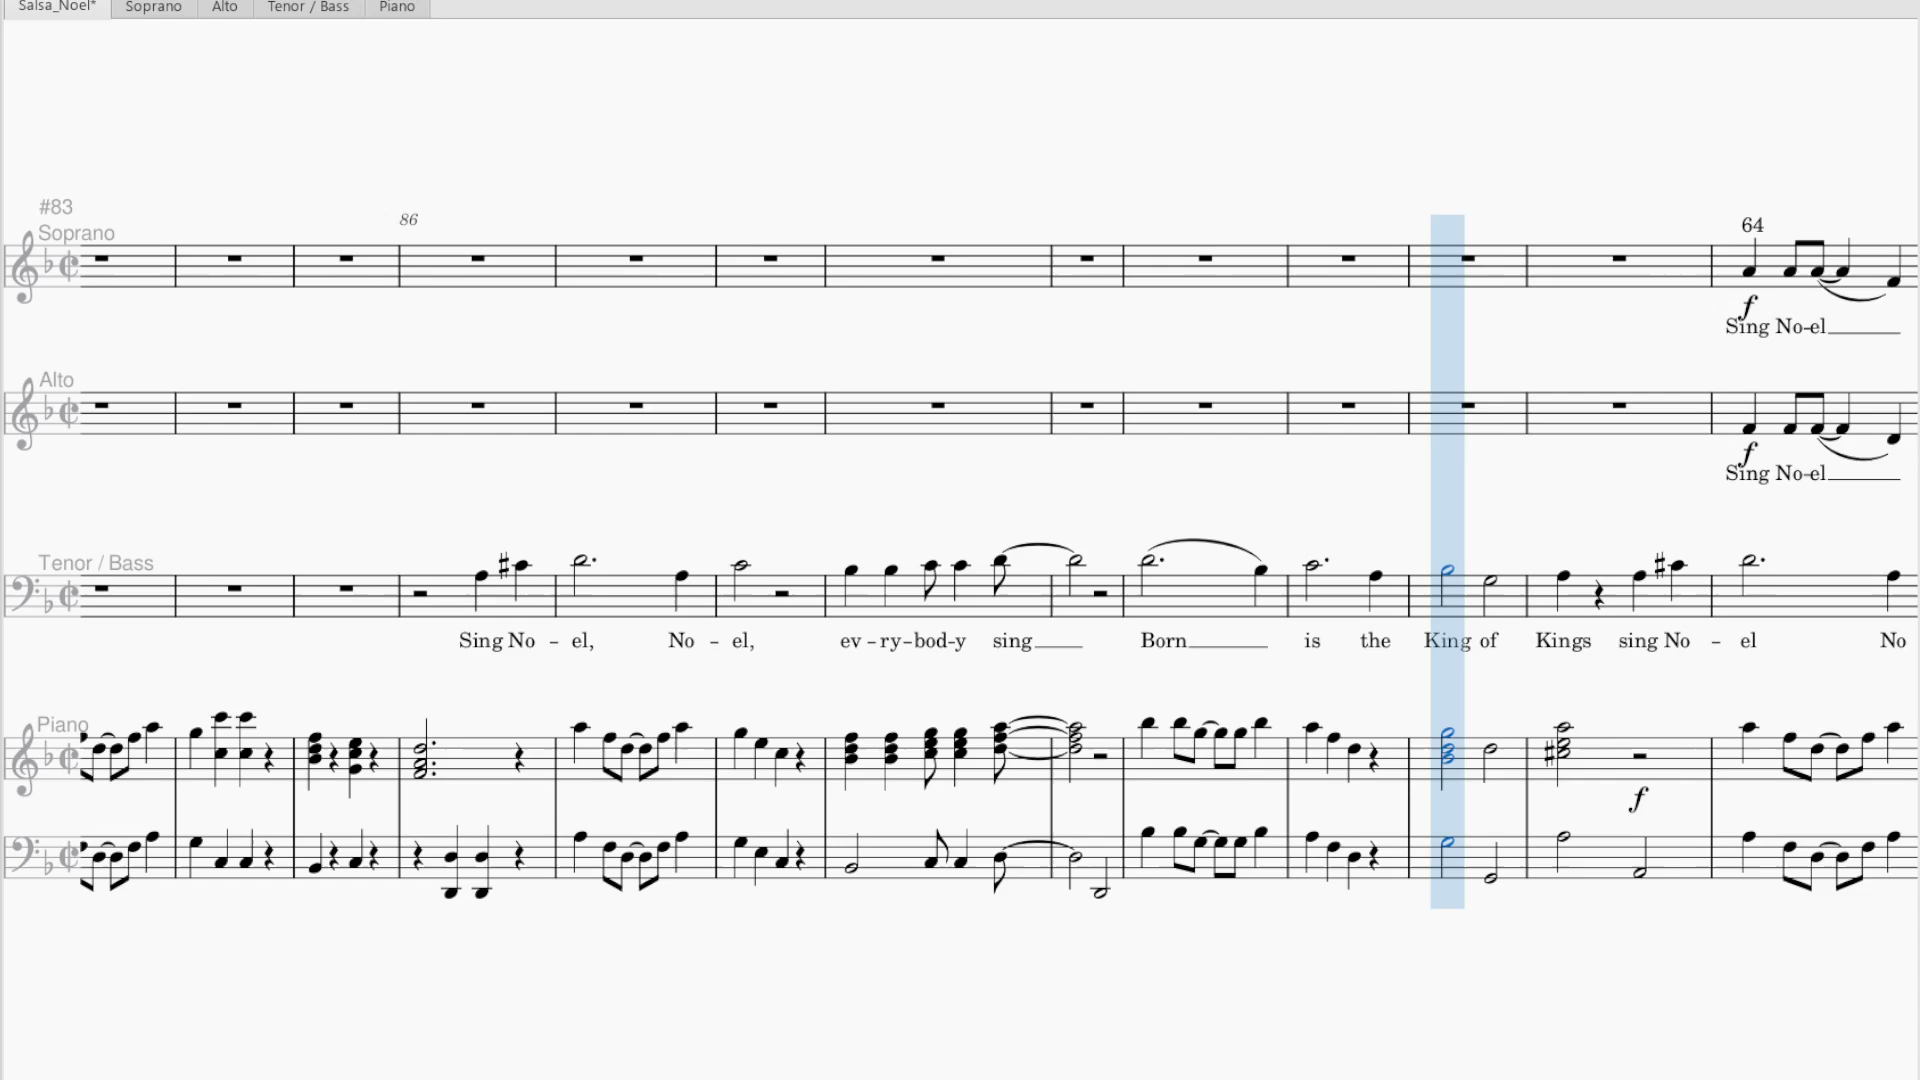 Salsa_Noel* Soprano Alto Tenor / Bass Piano
#83
86
64
Soprano
f
Sing No-el
Alto
f
Sing No-el
Tenor / Bass
Sing No - el, No - el, ev - ry - bod - y sing Born is the King of Kings sing No - el No
Piano
f